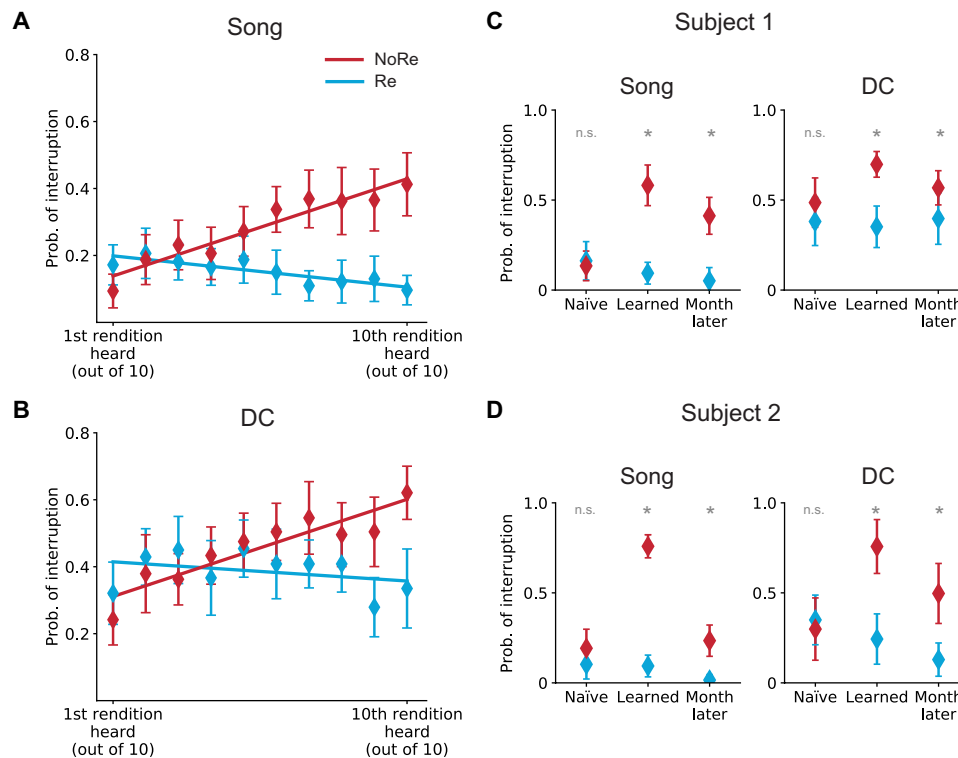 A
Song
Prob. of interruption
0.8
0.6
0.4
0.2
NoRe
Re
1st rendition
heard
(out of 10)
10th rendition
heard
(out of 10)
B
DC
Prob. of interruption
0.8
0.6
0.4
0.2
1st rendition
heard
(out of 10)
10th rendition
heard
(out of 10)
C
Subject 1
Song
Prob. of interruption
1.0
0.5
0
n.s.
*
*
Naïve
Learned
Month
later
DC
1.0
0.5
0
n.s.
*
*
Naïve
Learned
Month
later
D
Subject 2
Song
Prob. of interruption
1.0
0.5
0
n.s.
*
*
Naïve
Learned
Month
later
DC
1.0
0.5
0
n.s.
*
*
Naïve
Learned
Month
later